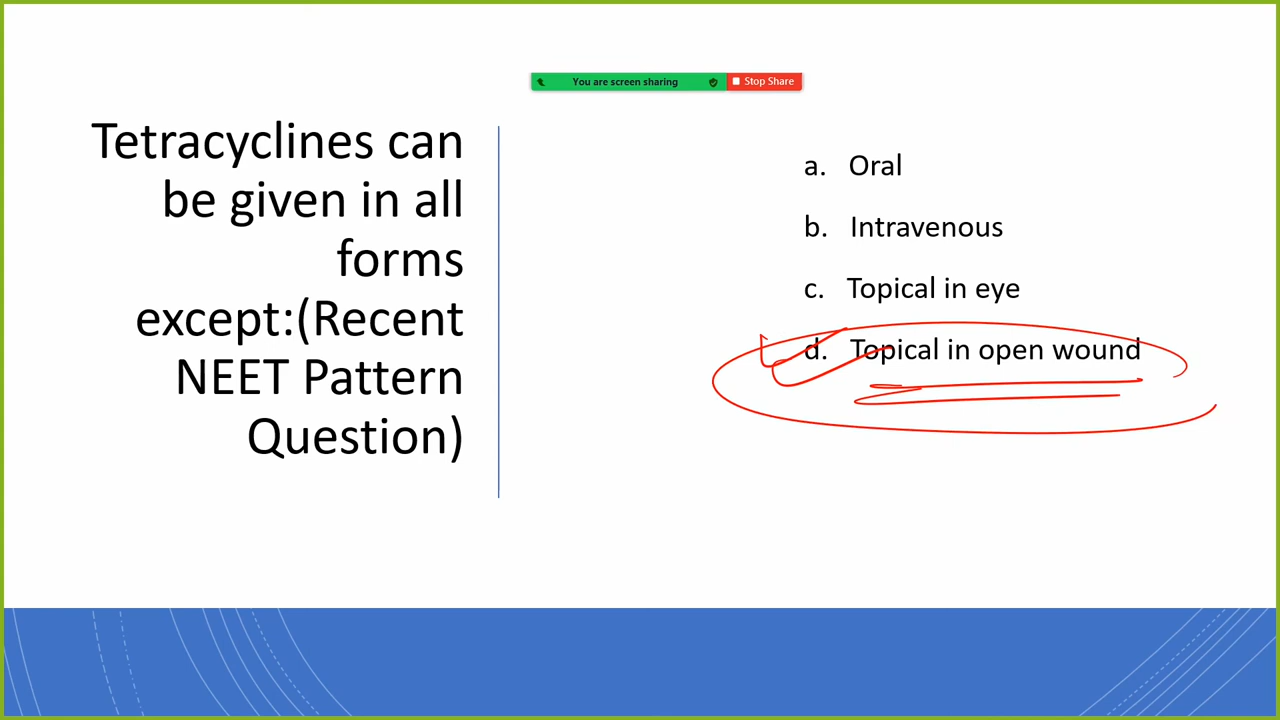 You are screen sharing
Stop Share
Tetracyclines can
be given in all
forms
except:(Recent
NEET Pattern
Question)
a. Oral
b. Intravenous
c. Topical in eye
d. Topical in open wound